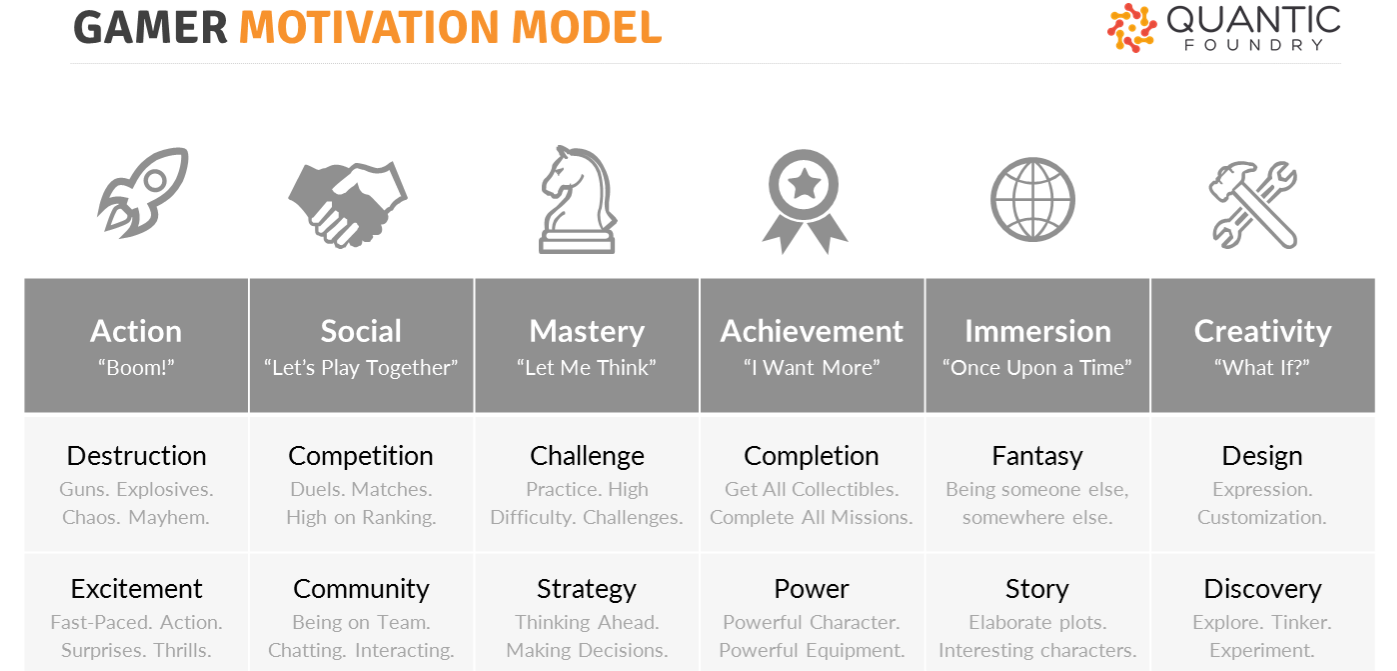 GAMER MOTIVATION MODEL
QUANTIC
FOUNDRY
Action
“Boom!”
Social
“Let’s Play Together”
Mastery
“Let Me Think”
Achievement
“I Want More”
Immersion
“Once Upon a Time”
Creativity
“What If?”
Destruction
Guns. Explosives.
Chaos. Mayhem.
Competition
Duels. Matches.
High on Ranking.
Challenge
Practice. High
Difficulty. Challenges.
Completion
Get All Collectibles.
Complete All Missions.
Fantasy
Being someone else,
somewhere else.
Design
Expression.
Customization.
Excitement
Fast-Paced. Action.
Surprises. Thrills.
Community
Being on Team.
Chatting. Interacting.
Strategy
Thinking Ahead.
Making Decisions.
Power
Powerful Character.
Powerful Equipment.
Story
Elaborate plots.
Interesting characters.
Discovery
Explore. Tinker.
Experiment.